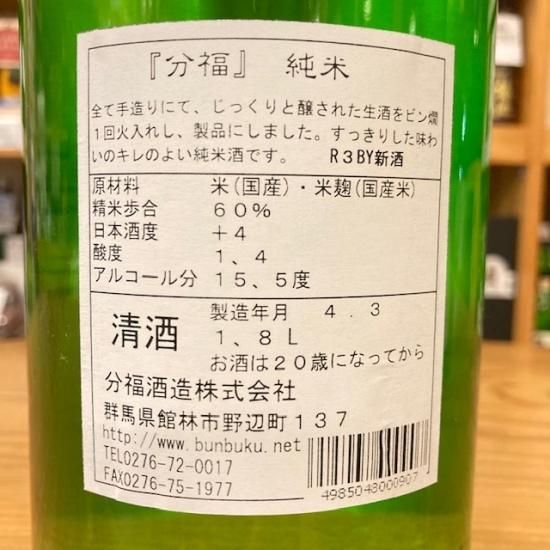 『分福』 純米
全て手造りにて、じっくりと醸された生酒をビン燗
1回火入れし、製品にしました。すっきりした味わ
いのキレのよい純米酒です。 R3BY新酒
原材料 米(国産)・米麹(国産米)
精米歩合 60%
日本酒度 +4
酸度 1、4
アルコール分 15、5度
製造年月 4.3
清酒 1、8L
お酒は20歳になってから
分福酒造株式会社
群馬県館林市野辺町137
http://www.bunbuku.net
TEL0276-72-0017
FAX0276-75-1977
4985048000907